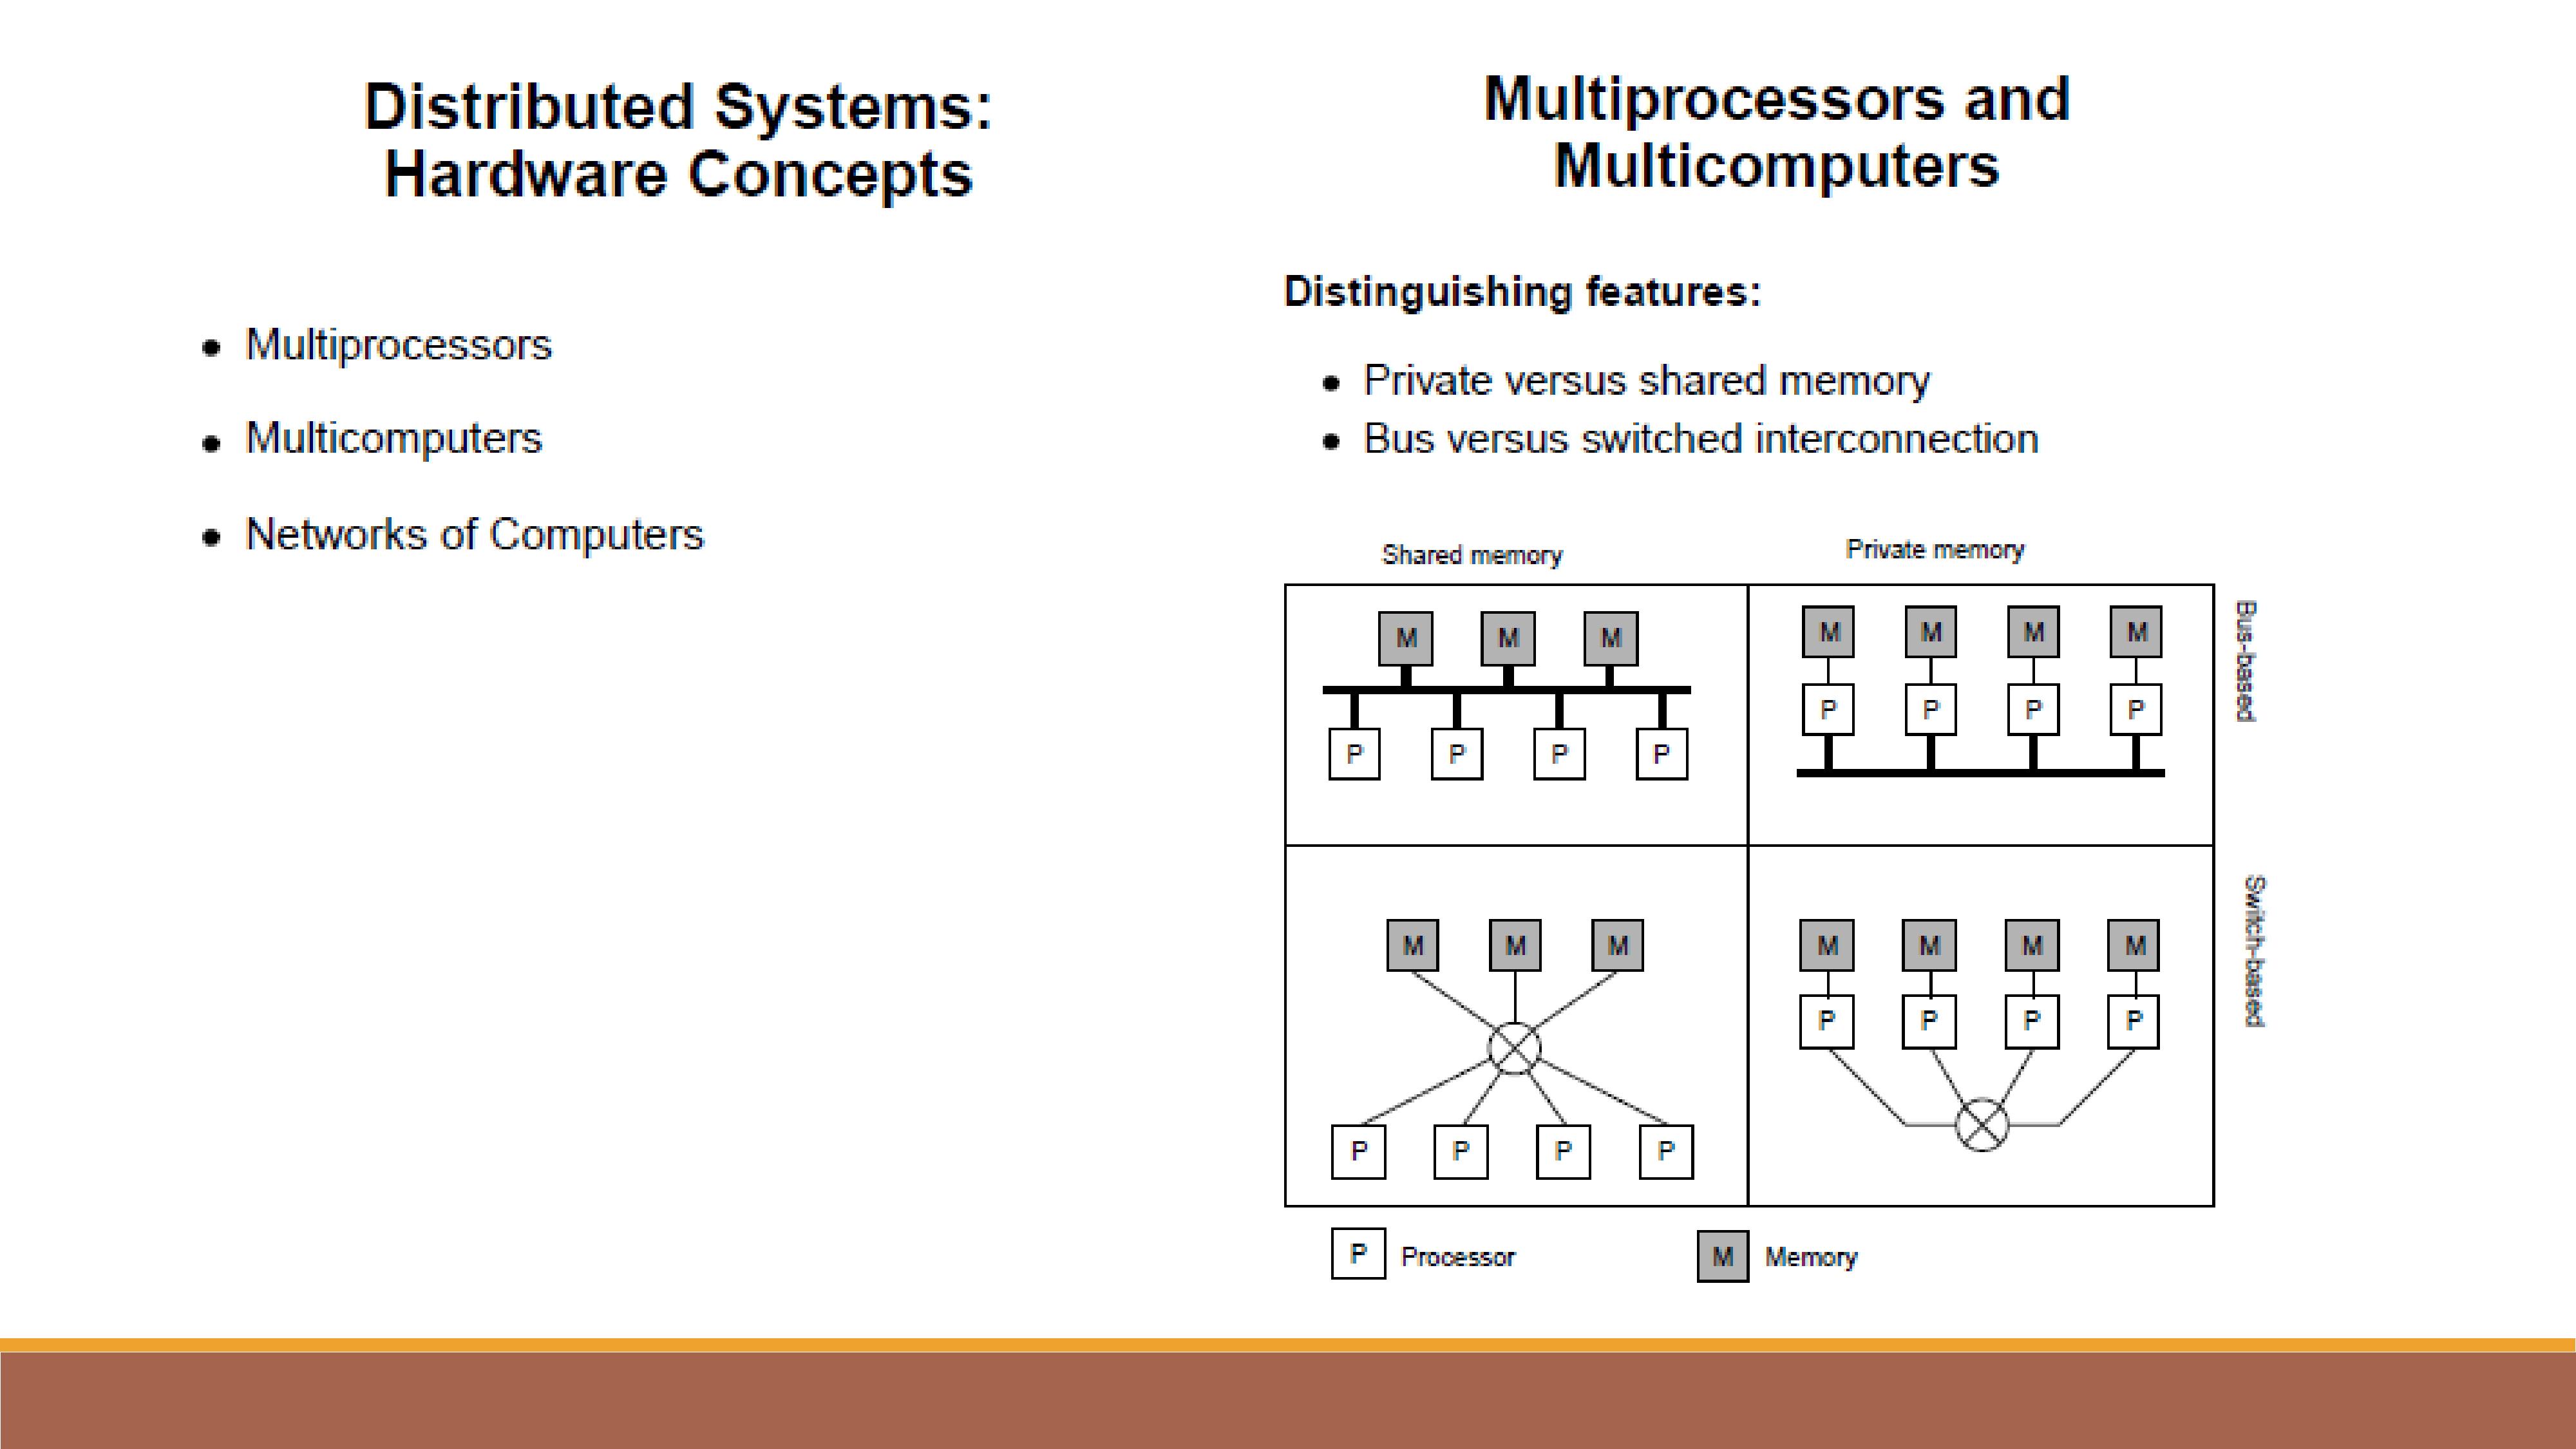 Distributed Systems:
Hardware Concepts
• Multiprocessors
• Multicomputers
• Networks of Computers
Multiprocessors and
Multicomputers
Distinguishing features:
• Private versus shared memory
• Bus versus switched interconnection
Shared memory
Private memory
M M M
P P P P
M M M M
P P P P
Bus-based
M M M
P P P P
M M M M
P P P P
Switch-based
P Processor
M Memory